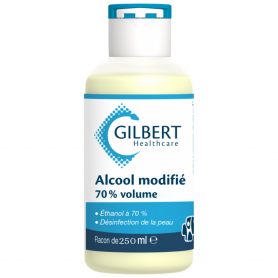 GILBERT
Healthcare
Alcool modifié
70% volume
• Éthanol à 70 %
• Désinfection de la peau
Flacon de 250 ml ℮